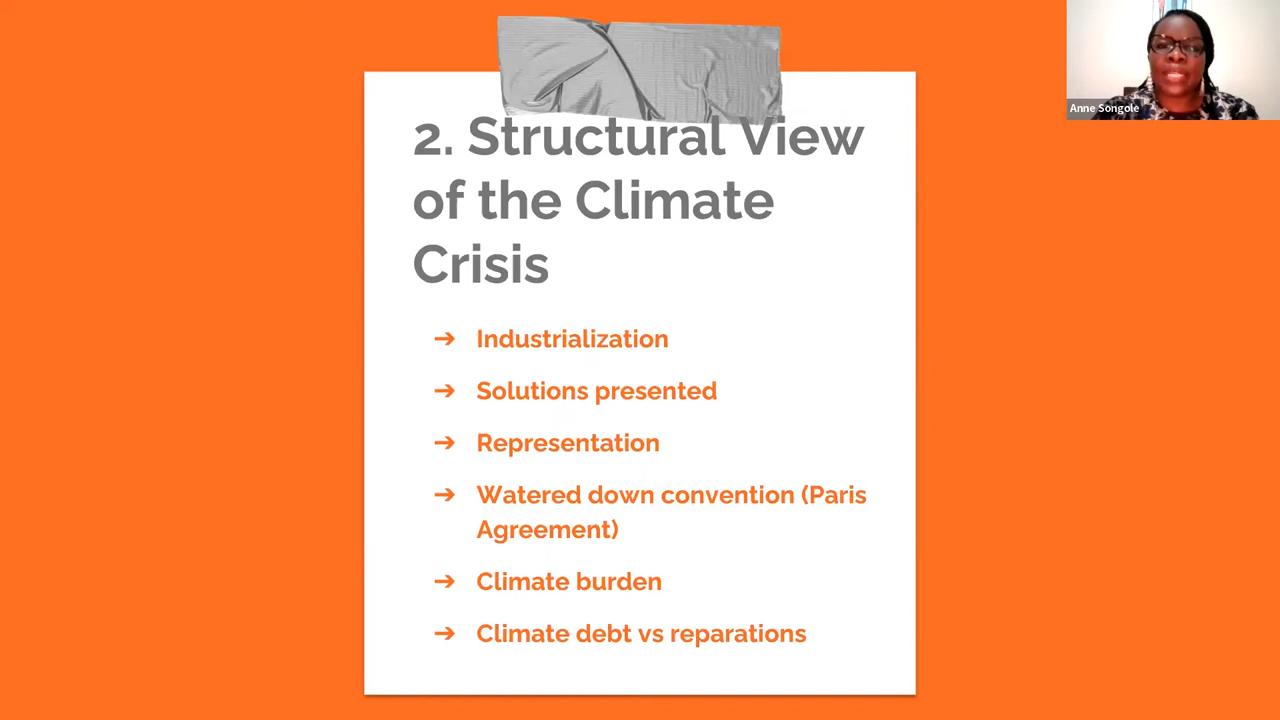 Anne Songole
2. Structural View
of the Climate
Crisis
➔ Industrialization
➔ Solutions presented
➔ Representation
➔ Watered down convention (Paris
Agreement)
➔ Climate burden
➔ Climate debt vs reparations